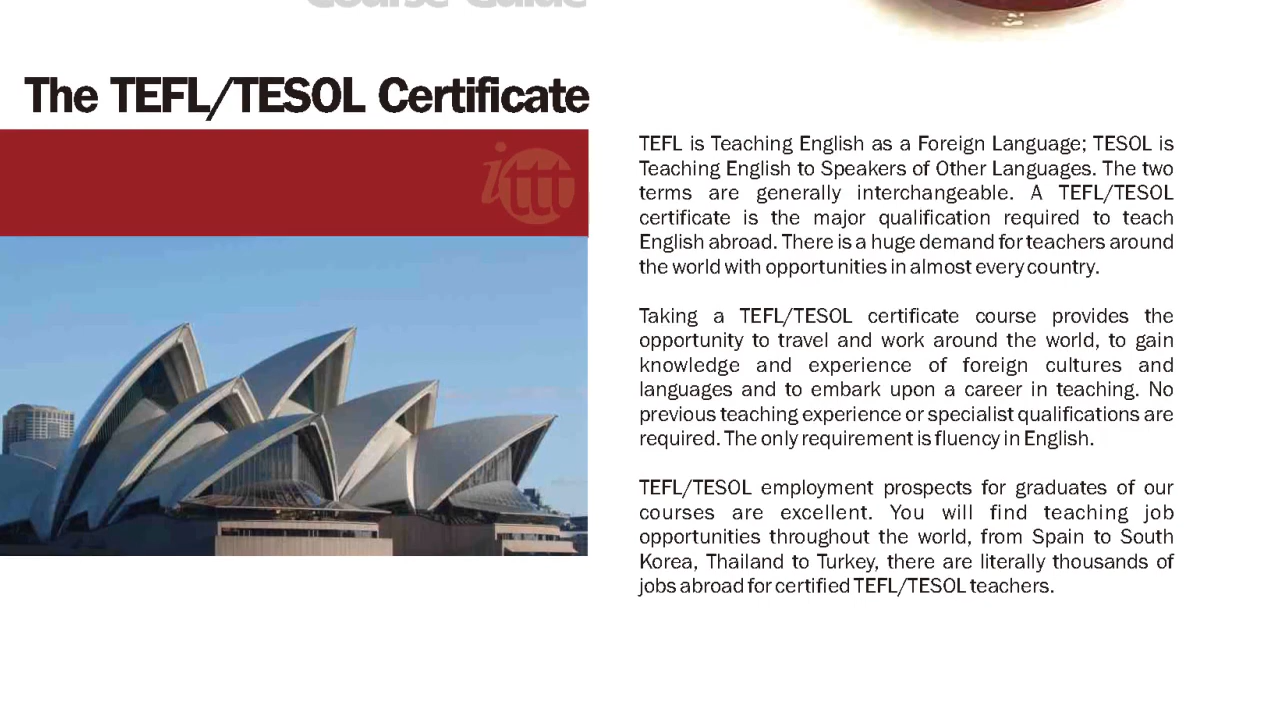 Course Guide
The TEFL/TESOL Certificate
ittt
TEFL is Teaching English as a Foreign Language; TESOL is
Teaching English to Speakers of Other Languages. The two
terms are generally interchangeable. A TEFL/TESOL
certificate is the major qualification required to teach
English abroad. There is a huge demand for teachers around
the world with opportunities in almost every country.
Taking a TEFL/TESOL certificate course provides the
opportunity to travel and work around the world, to gain
knowledge and experience of foreign cultures and
languages and to embark upon a career in teaching. No
previous teaching experience or specialist qualifications are
required. The only requirement is fluency in English.
TEFL/TESOL employment prospects for graduates of our
courses are excellent. You will find teaching job
opportunities throughout the world, from Spain to South
Korea, Thailand to Turkey, there are literally thousands of
jobs abroad for certified TEFL/TESOL teachers.